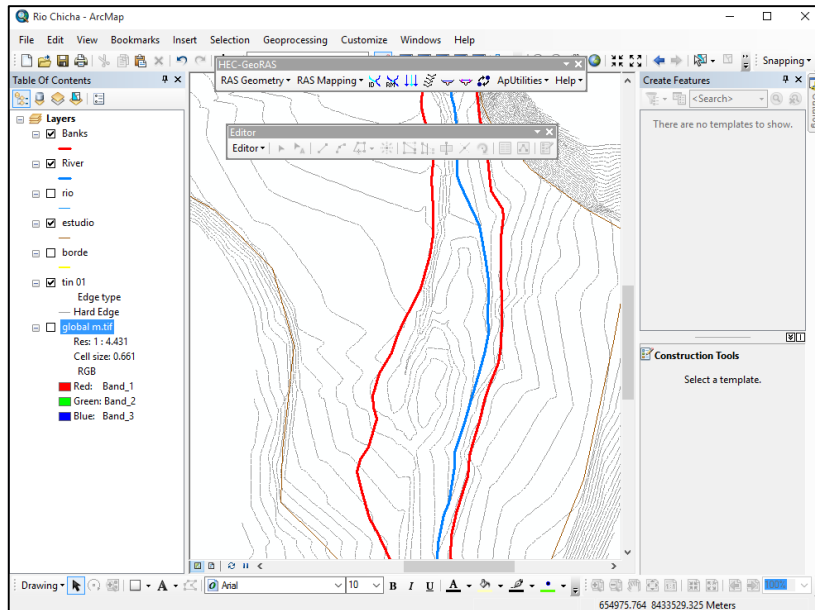 Rio Chicha - ArcMap
File Edit View Bookmarks Insert Selection Geoprocessing Customize Windows Help
Snapping
HEC-GeoRAS
RAS Geometry RAS Mapping ApUtilities Help
Table Of Contents
Layers
Banks
River
rio
estudio
borde
tin 01
Edge type
Hard Edge
global m.tif
Res: 1 : 4.431
Cell size: 0.661
RGB
Red: Band_1
Green: Band_2
Blue: Band_3
Editor
Editor
Create Features
<Search>
There are no templates to show.
Construction Tools
Select a template.
Drawing A Arial 10 B I U A
654975.764 8433529.325 Meters